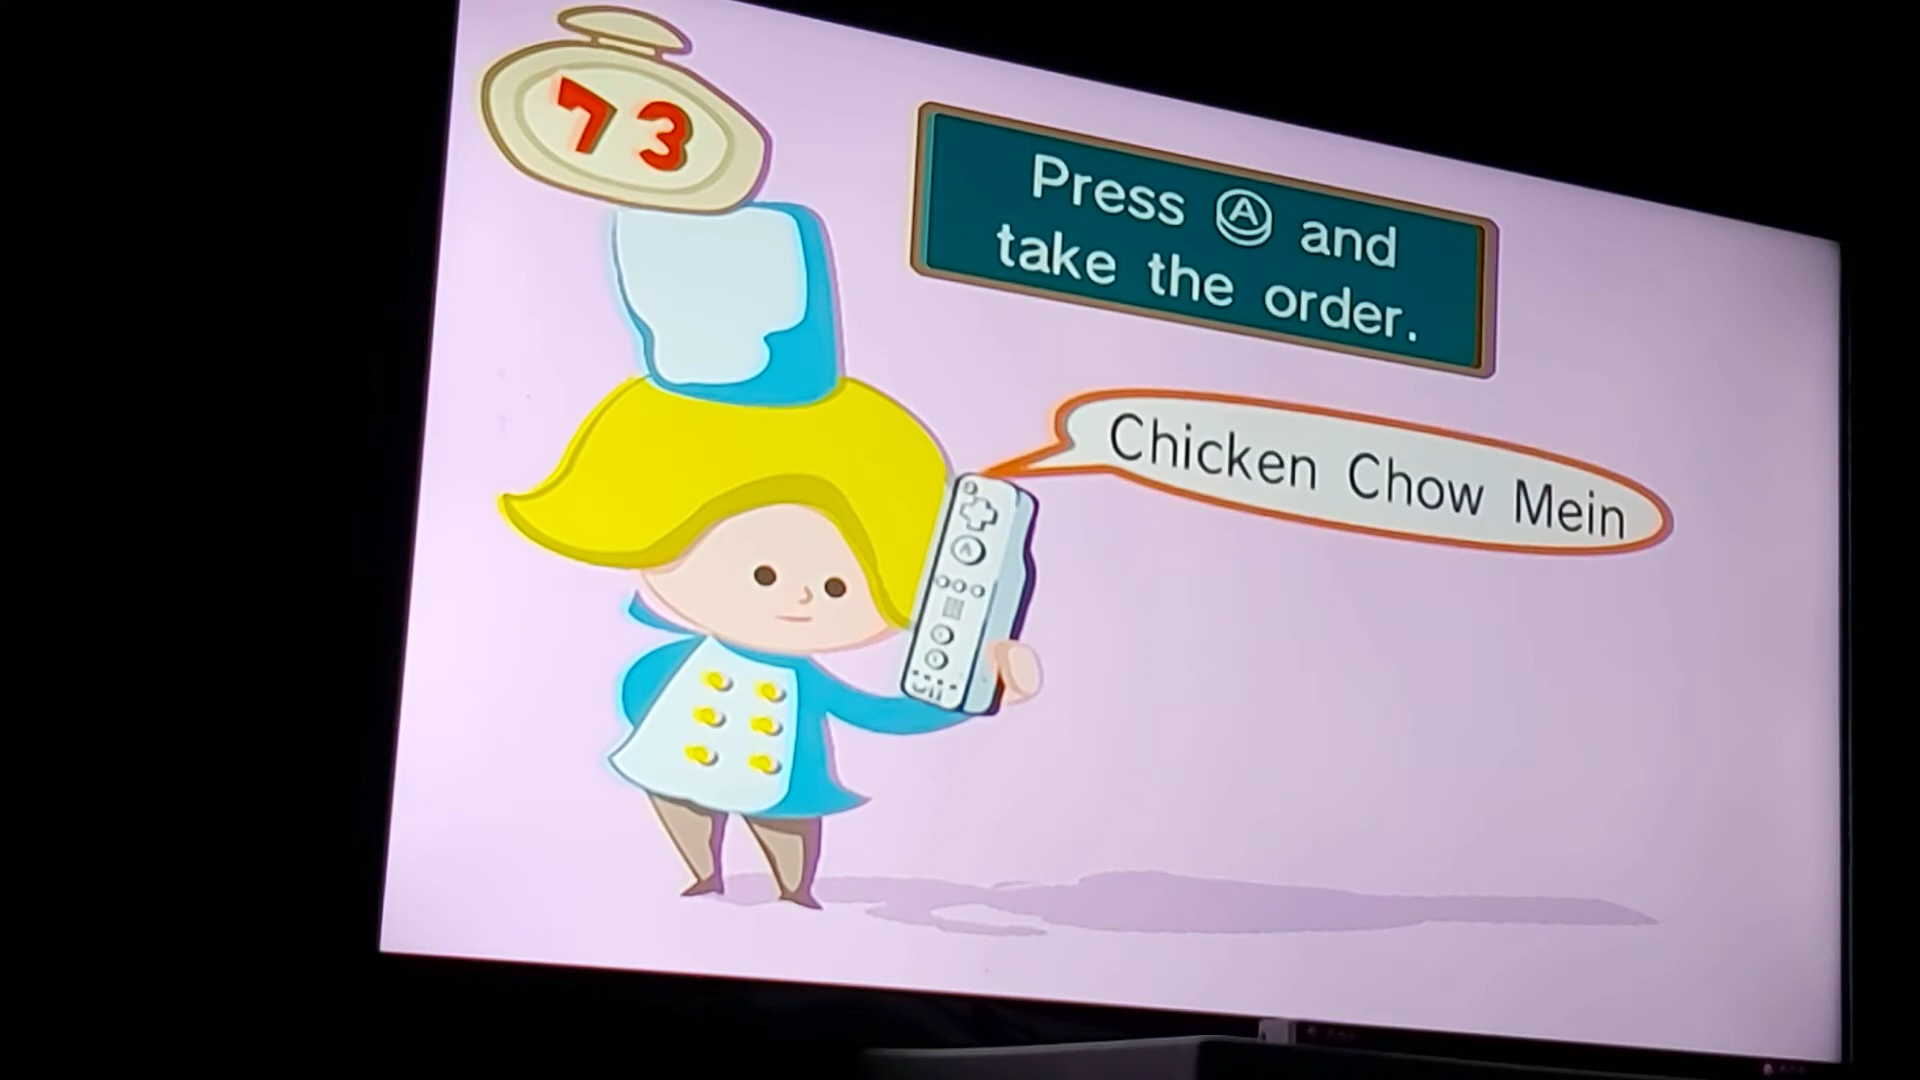 73
Press Ⓐ and
take the order.
Chicken Chow Mein
A